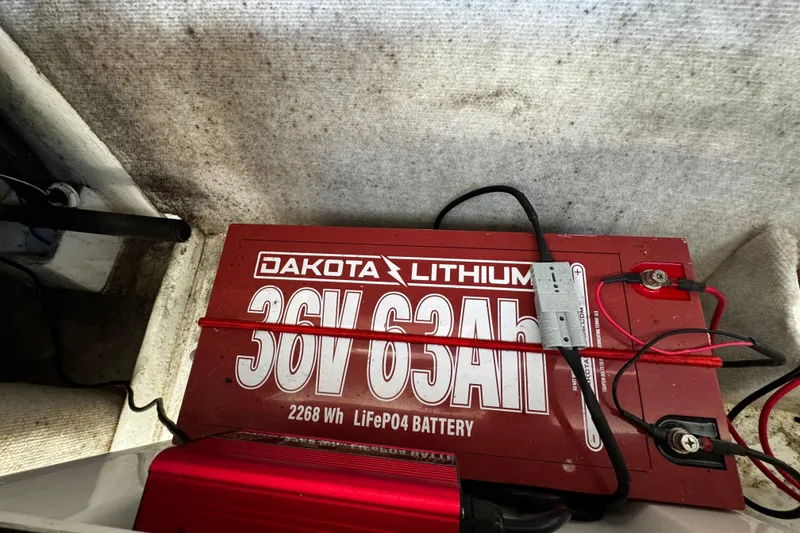 DAKOTA LITHIUM
36V 63Ah
2268 Wh LiFePO4 BATTERY
+
-